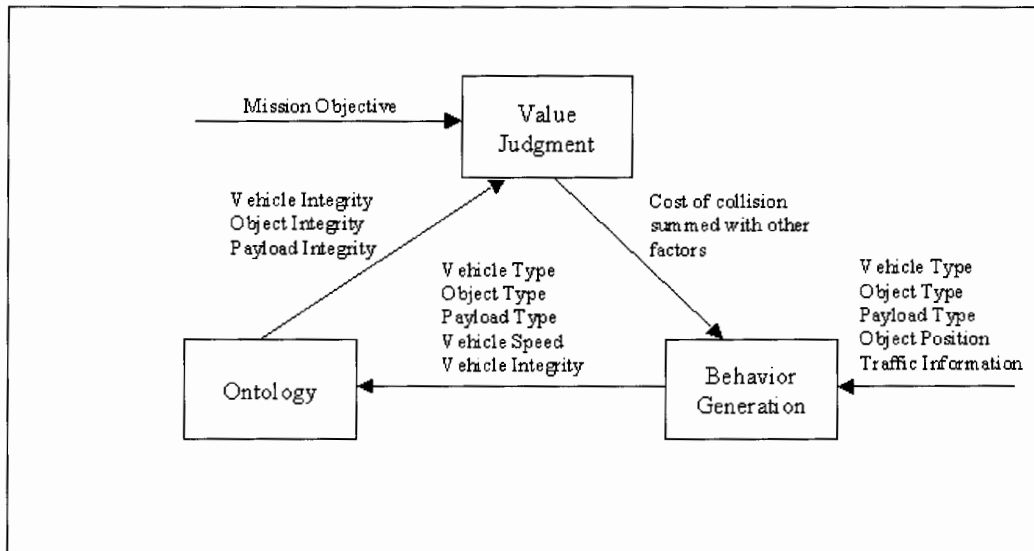 Mission Objective
Value
Judgment
Vehicle Integrity
Object Integrity
Payload Integrity
Cost of collision
summed with other
factors
Vehicle Type
Object Type
Payload Type
Vehicle Speed
Vehicle Integrity
Vehicle Type
Object Type
Payload Type
Object Position
Traffic Information
Ontology
Behavior
Generation